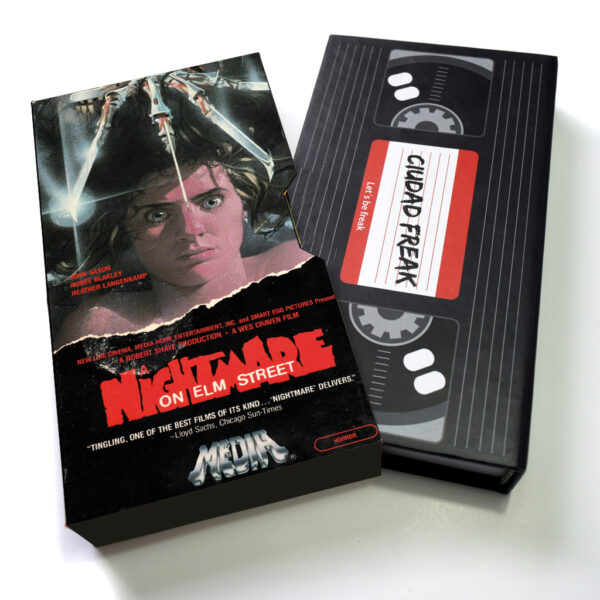 JOHN SAXON
RONEE BLAKLEY
HEATHER LANGENKAMP
NEW LINE CINEMA, MEDIA HOME ENTERTAINMENT, INC. and SMART EGG PICTURES Present
A ROBERT SHAYE PRODUCTION • A WES CRAVEN FILM
A
NIGHTMARE
ON ELM STREET
"TINGLING, ONE OF THE BEST FILMS OF ITS KIND... 'NIGHTMARE' DELIVERS."
–Lloyd Sachs, Chicago Sun-Times
MEDIA
HORROR
CIUDAD FREAK
Let's be freak